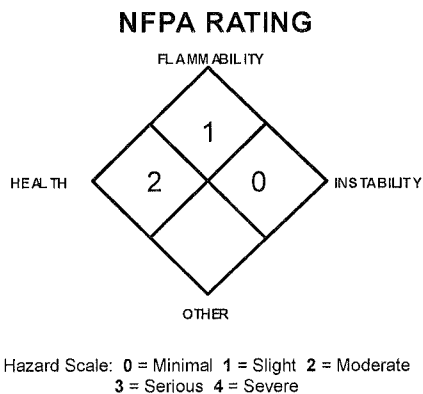 NFPA RATING
FLAMMABILITY
1
HEALTH 2 0 INSTABILITY
OTHER
Hazard Scale: 0 = Minimal 1 = Slight 2 = Moderate
3 = Serious 4 = Severe